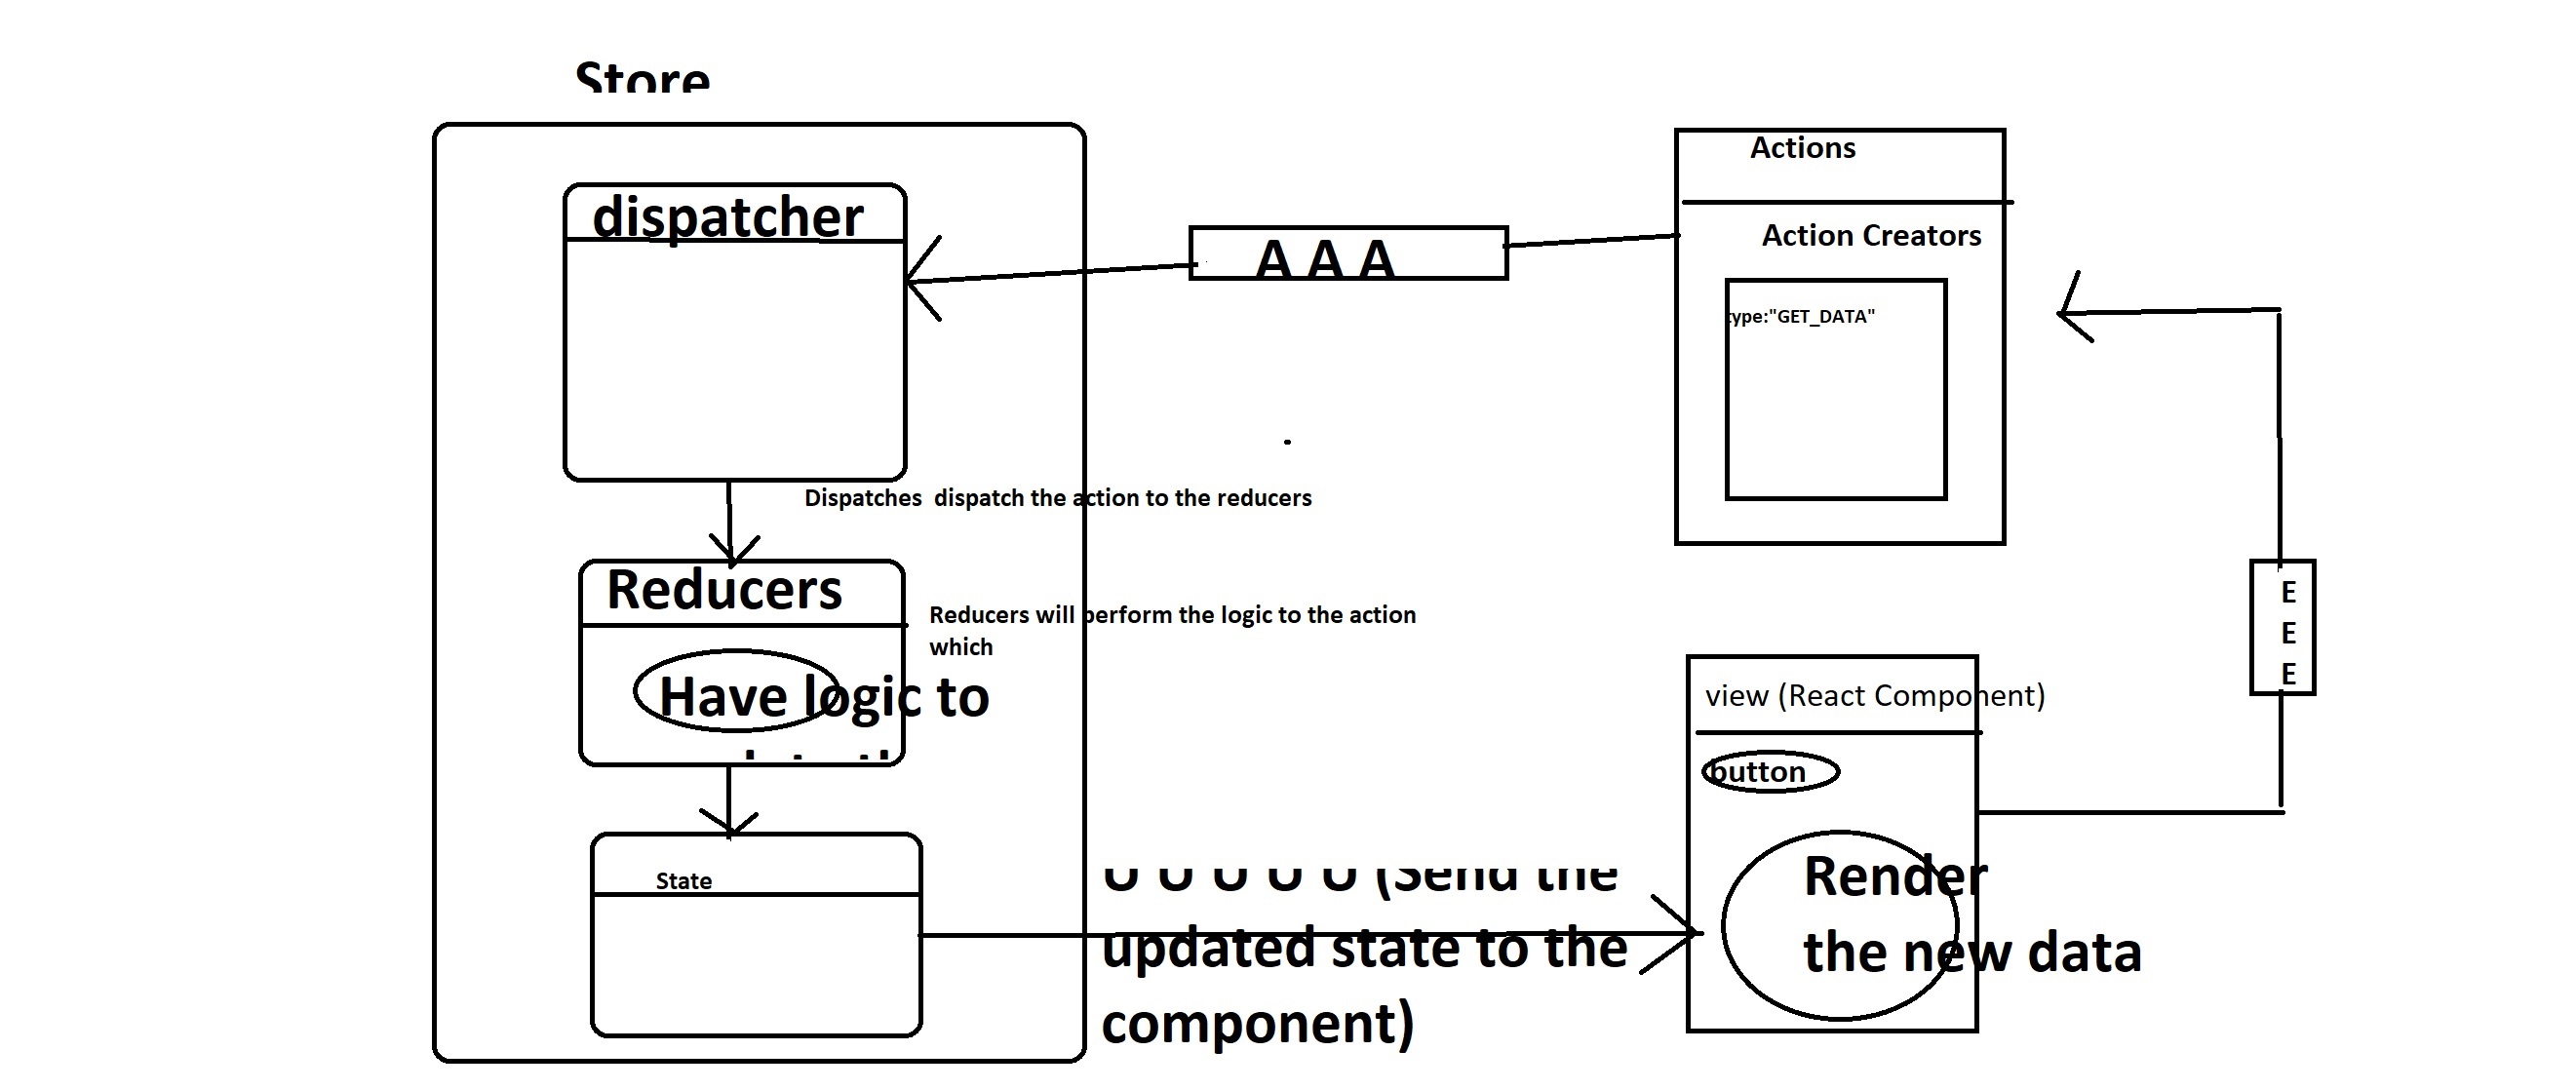 Store
dispatcher
A A A
Actions
Action Creators
type:"GET_DATA"
Dispatches  dispatch the action to the reducers
Reducers
Reducers will perform the logic to the action
which
Have logic to
E
E
E
view (React Component)
button
State
U U U U U (Send the
updated state to the
component)
Render
the new data